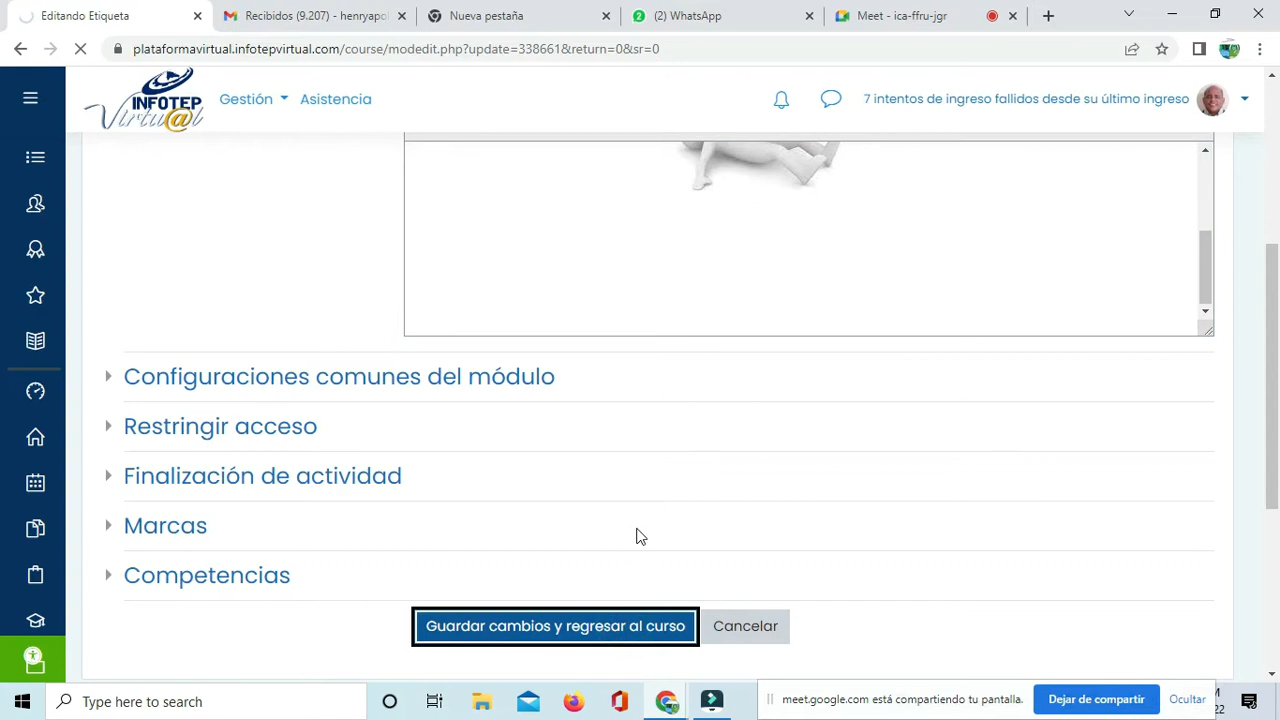 Editando Etiqueta
Recibidos (9.207) - henryapol
Nueva pestaña
(2) WhatsApp
Meet - ica-ffru-jgr
plataformavirtual.infotepvirtual.com/course/modedit.php?update=338661&return=0&sr=0
INFOTEP
Virtu@l
Gestión
Asistencia
7 intentos de ingreso fallidos desde su último ingreso
Configuraciones comunes del módulo
Restringir acceso
Finalización de actividad
Marcas
Competencias
Guardar cambios y regresar al curso
Cancelar
Type here to search
meet.google.com está compartiendo tu pantalla.
Dejar de compartir
Ocultar